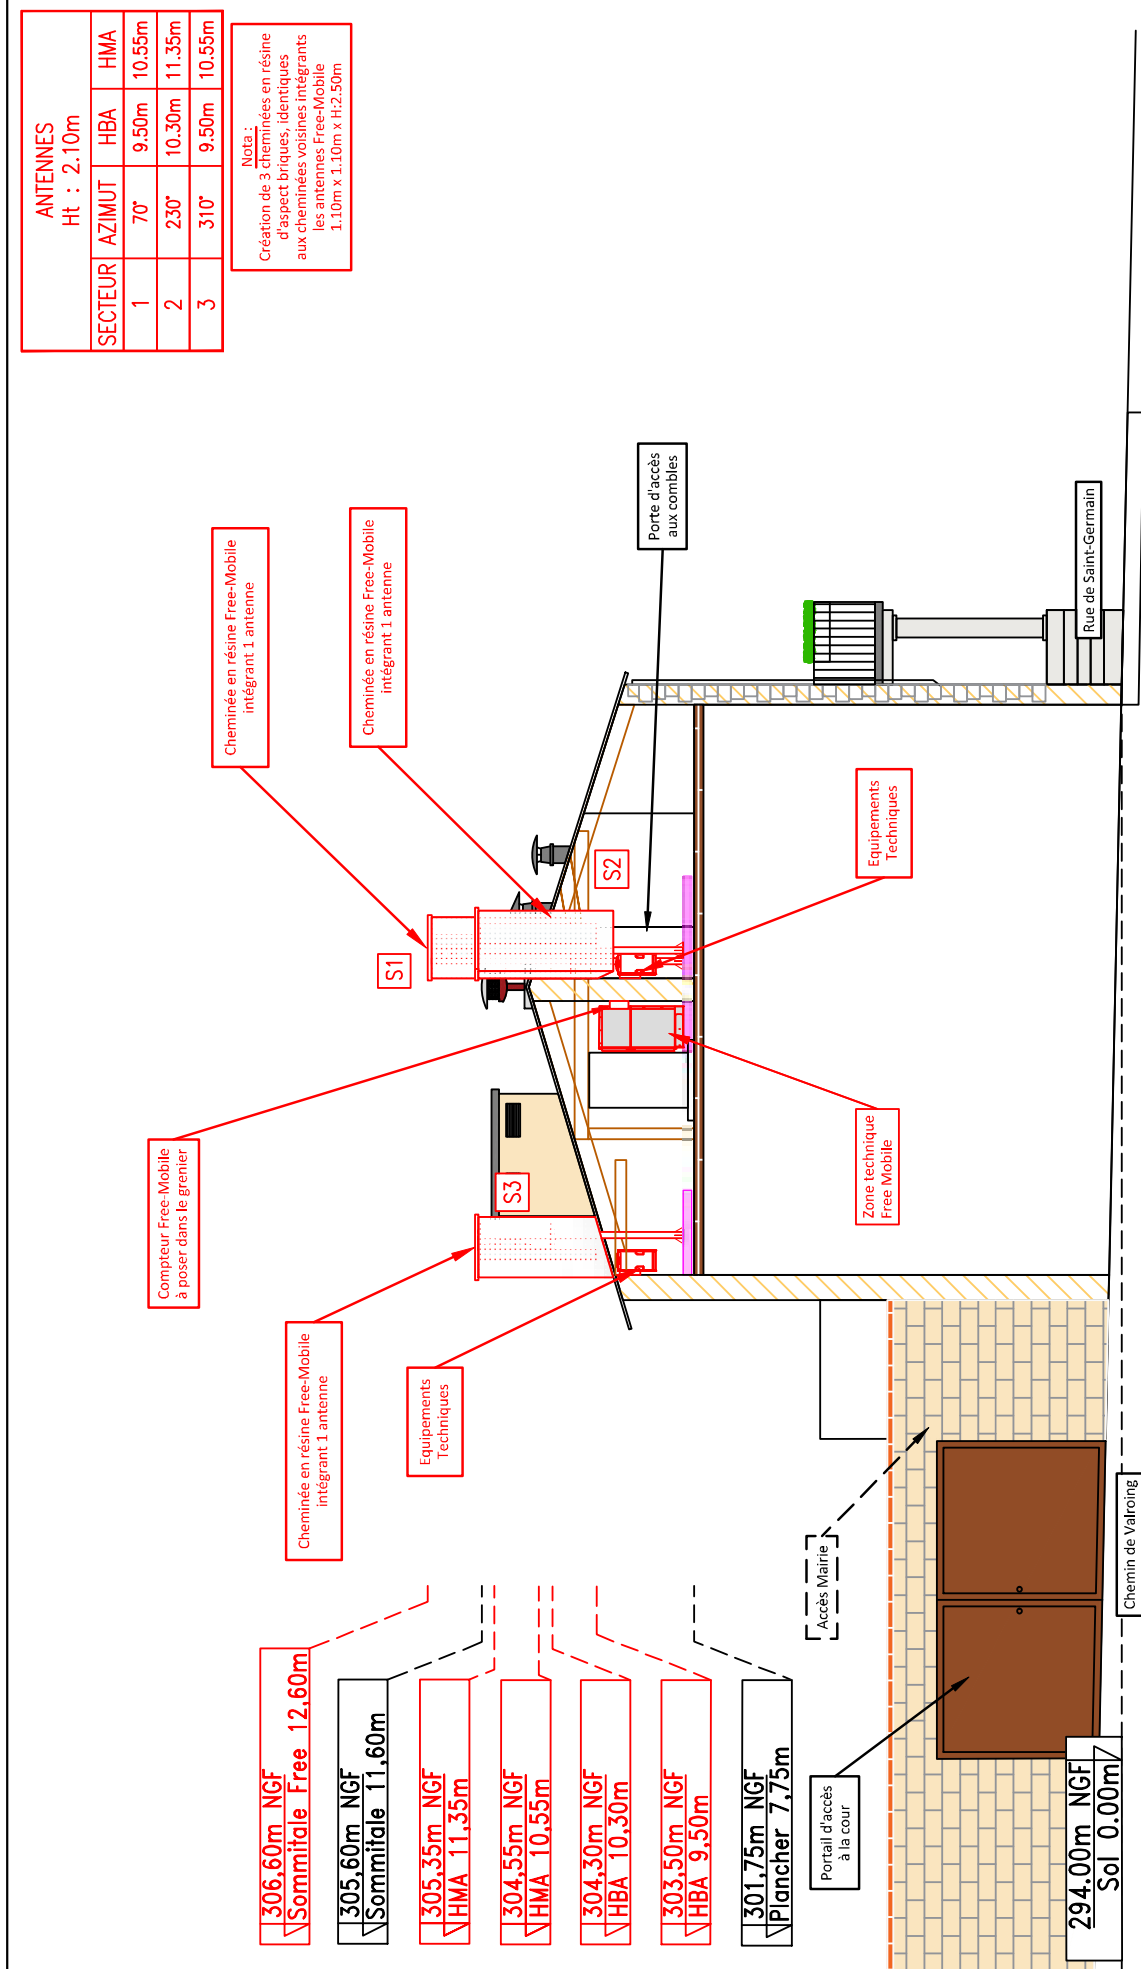 ANTENNES
Ht : 2.10m
SECTEUR AZIMUT HBA HMA
1 70° 9.50m 10.55m
2 230° 10.30m 11.35m
3 310° 9.50m 10.55m
Nota :
Création de 3 cheminées en résine
d'aspect briques, identiques
aux cheminées voisines intégrants
les antennes Free-Mobile
1.10m x 1.10m x H:2.50m
Cheminée en résine Free-Mobile
intégrant 1 antenne
Cheminée en résine Free-Mobile
intégrant 1 antenne
Porte d'accès
aux combles
Compteur Free-Mobile
à poser dans le grenier
Cheminée en résine Free-Mobile
intégrant 1 antenne
Equipements
Techniques
S1
S2
S3
Equipements
Techniques
Zone technique
Free Mobile
Rue de Saint-Germain
306,60m NGF
Sommitale Free 12,60m
305,60m NGF
Sommitale 11,60m
305,35m NGF
HMA 11,35m
304,55m NGF
HMA 10,55m
304,30m NGF
HBA 10,30m
303,50m NGF
HBA 9,50m
301,75m NGF
Plancher 7,75m
Accès Mairie
Portail d'accès
à la cour
294.00m NGF
Sol 0.00m
Chemin de Valroing